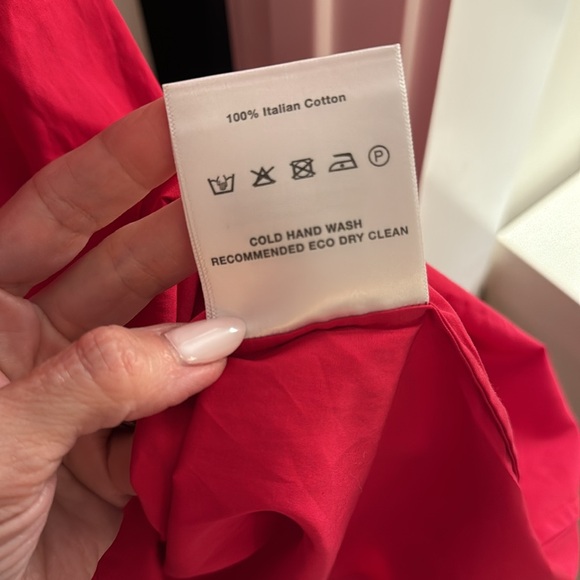 100% Italian Cotton
P
COLD HAND WASH
RECOMMENDED ECO DRY CLEAN